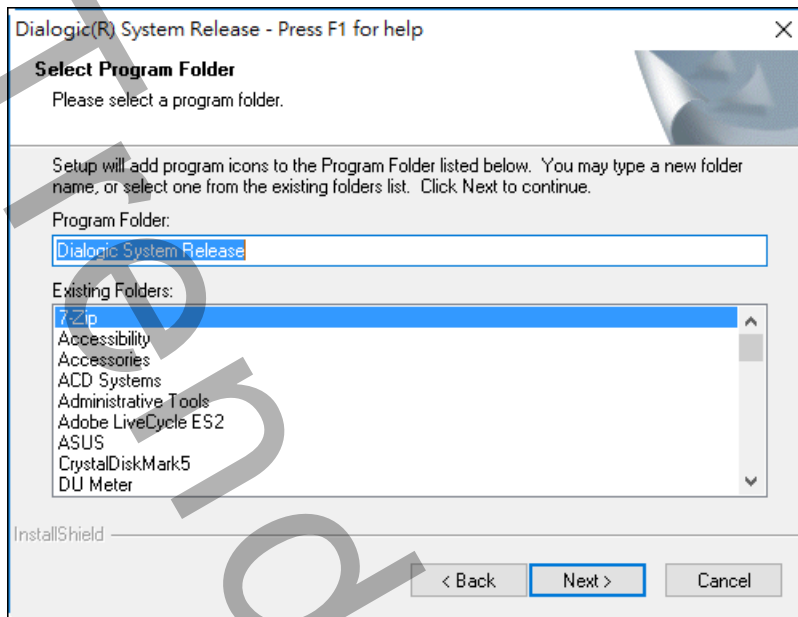 Dialogic(R) System Release - Press F1 for help
Select Program Folder
Please select a program folder.
Setup will add program icons to the Program Folder listed below.  You may type a new folder
name, or select one from the existing folders list.  Click Next to continue.
Program Folder:
Dialogic System Release
Existing Folders:
7-Zip
Accessibility
Accessories
ACD Systems
Administrative Tools
Adobe LiveCycle ES2
ASUS
CrystalDiskMark5
DU Meter
InstallShield
< Back
Next >
Cancel
Trend